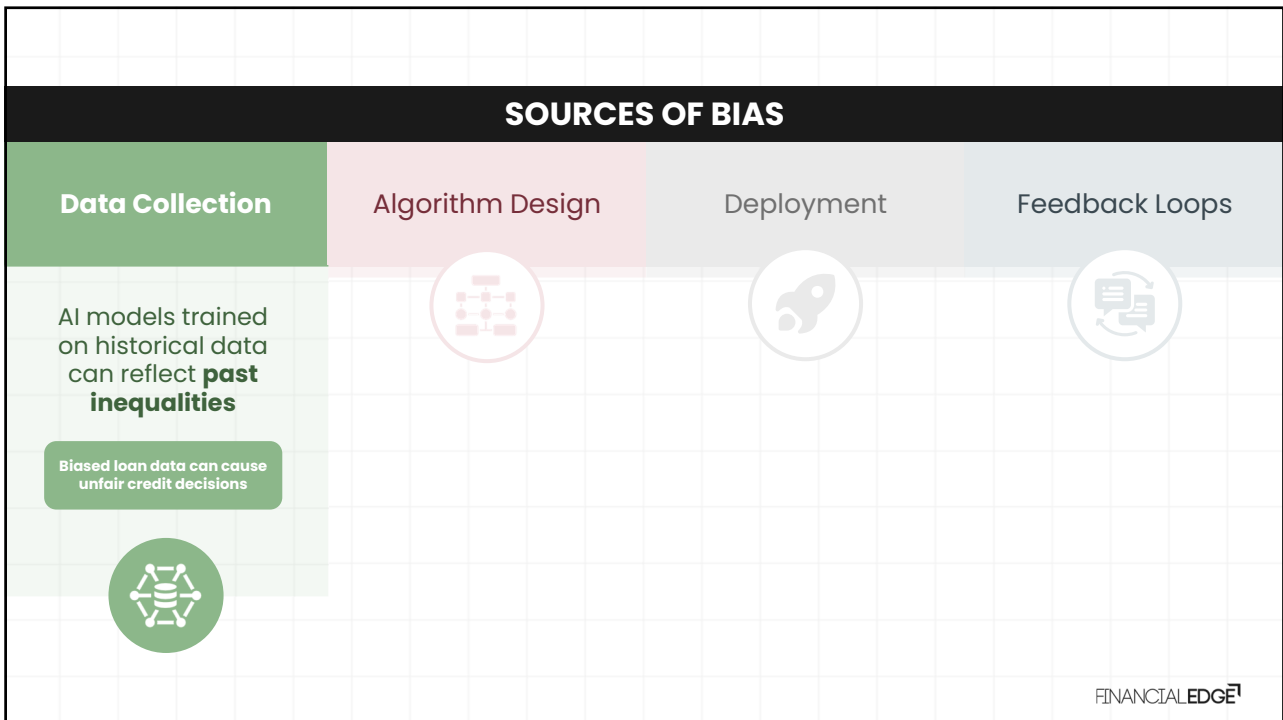 SOURCES OF BIAS
Data Collection
Algorithm Design
Deployment
Feedback Loops
AI models trained
on historical data
can reflect past
inequalities
Biased loan data can cause
unfair credit decisions
FINANCIALEDGE